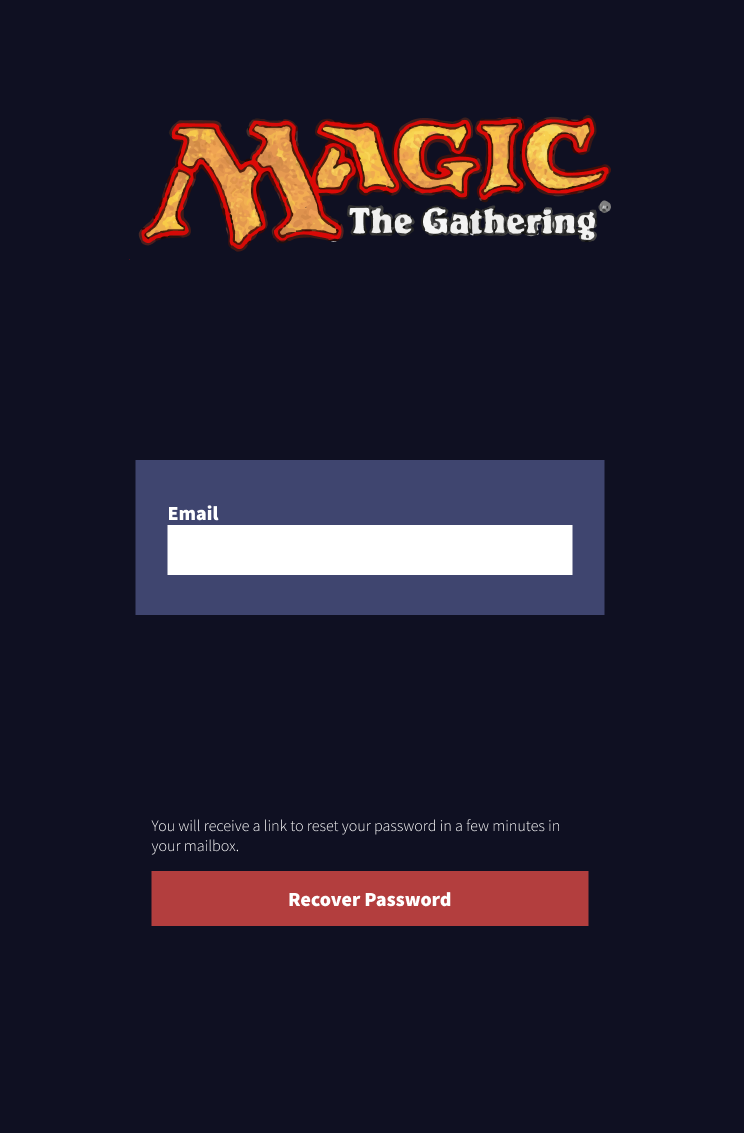 MAGIC
The Gathering®
Email
You will receive a link to reset your password in a few minutes in
your mailbox.
Recover Password